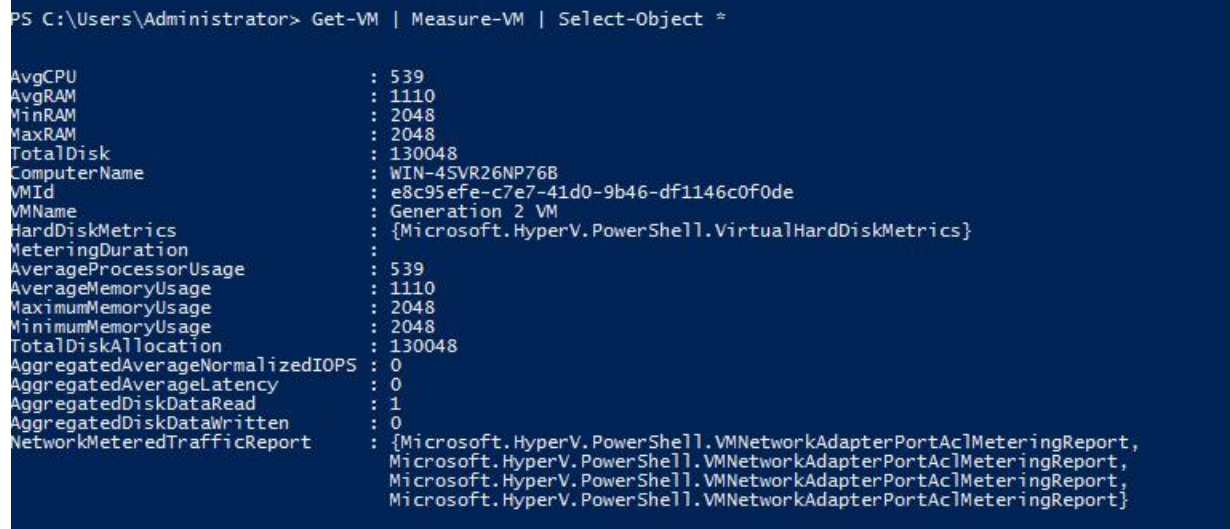 PS C:\Users\Administrator> Get-VM | Measure-VM | Select-Object *
AvgCPU : 539
AvgRAM : 1110
MinRAM : 2048
MaxRAM : 2048
TotalDisk : 130048
ComputerName : WIN-4SVR26NP76B
VMId : e8c95efe-c7e7-41d0-9b46-df1146c0f0de
VMName : Generation 2 VM
HardDiskMetrics : {Microsoft.HyperV.PowerShell.VirtualHardDiskMetrics}
MeteringDuration :
AverageProcessorUsage : 539
AverageMemoryUsage : 1110
MaximumMemoryUsage : 2048
MinimumMemoryUsage : 2048
TotalDiskAllocation : 130048
AggregatedAverageNormalizedIOPS : 0
AggregatedAverageLatency : 0
AggregatedDiskDataRead : 1
AggregatedDiskDataWritten : 0
NetworkMeteredTrafficReport : {Microsoft.HyperV.PowerShell.VMNetworkAdapterPortAclMeteringReport,
Microsoft.HyperV.PowerShell.VMNetworkAdapterPortAclMeteringReport,
Microsoft.HyperV.PowerShell.VMNetworkAdapterPortAclMeteringReport,
Microsoft.HyperV.PowerShell.VMNetworkAdapterPortAclMeteringReport}